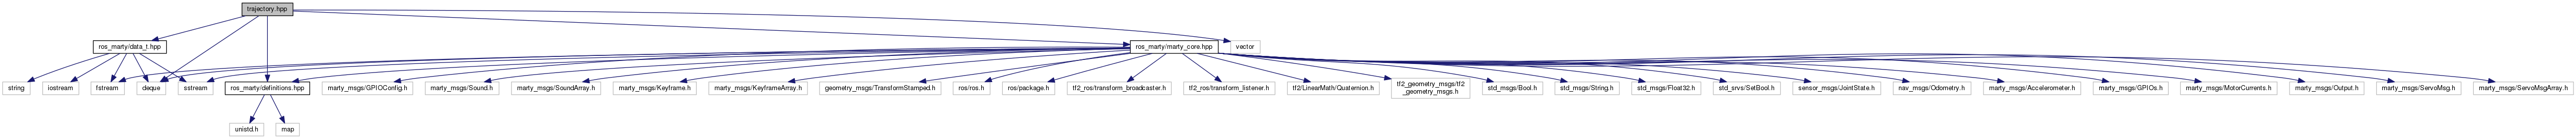 trajectory.hpp
ros_marty/data_t.hpp
ros_marty/marty_core.hpp
vector
string
iostream
fstream
deque
sstream
ros_marty/definitions.hpp
marty_msgs/GPIOConfig.h
marty_msgs/Sound.h
marty_msgs/SoundArray.h
marty_msgs/Keyframe.h
marty_msgs/KeyframeArray.h
geometry_msgs/TransformStamped.h
ros/ros.h
ros/package.h
tf2_ros/transform_broadcaster.h
tf2_ros/transform_listener.h
tf2/LinearMath/Quaternion.h
tf2_geometry_msgs/tf2
_geometry_msgs.h
std_msgs/Bool.h
std_msgs/String.h
std_msgs/Float32.h
std_srvs/SetBool.h
sensor_msgs/JointState.h
nav_msgs/Odometry.h
marty_msgs/Accelerometer.h
marty_msgs/GPIOs.h
marty_msgs/MotorCurrents.h
marty_msgs/Output.h
marty_msgs/ServoMsg.h
marty_msgs/ServoMsgArray.h
unistd.h
map